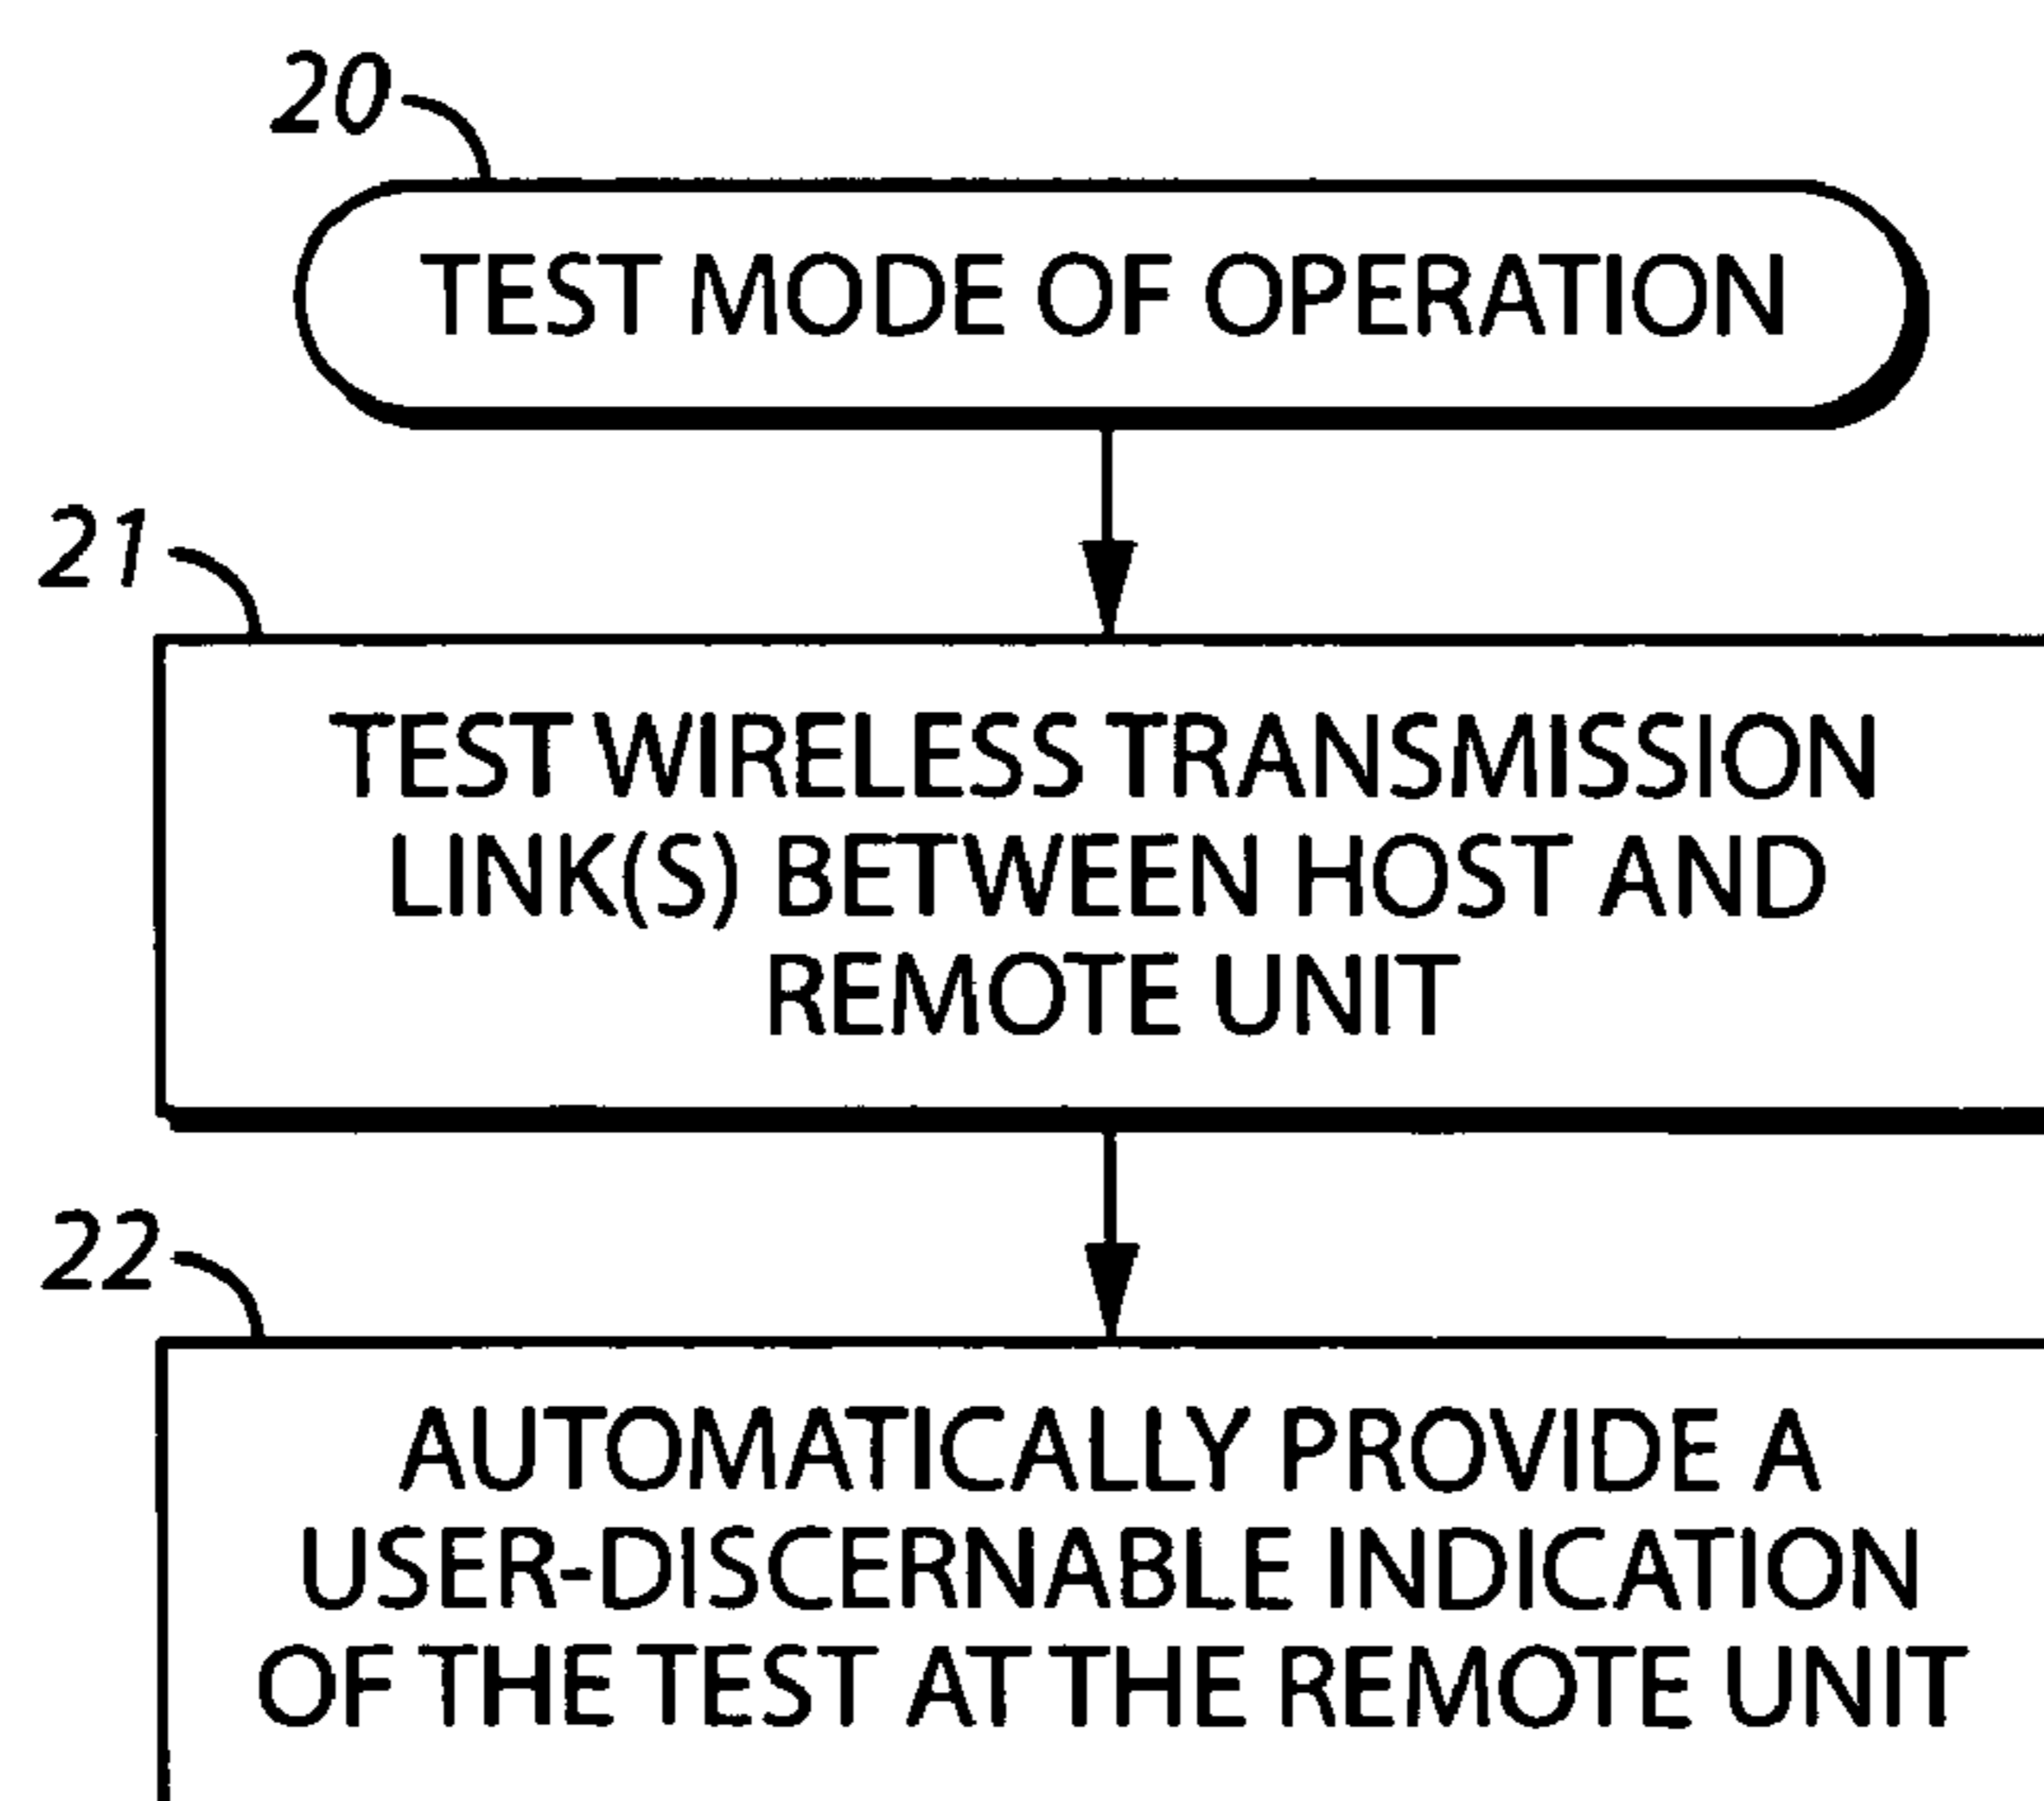 20
TEST MODE OF OPERATION
21
TEST WIRELESS TRANSMISSION
LINK(S) BETWEEN HOST AND
REMOTE UNIT
22
AUTOMATICALLY PROVIDE A
USER-DISCERNABLE INDICATION
OF THE TEST AT THE REMOTE UNIT